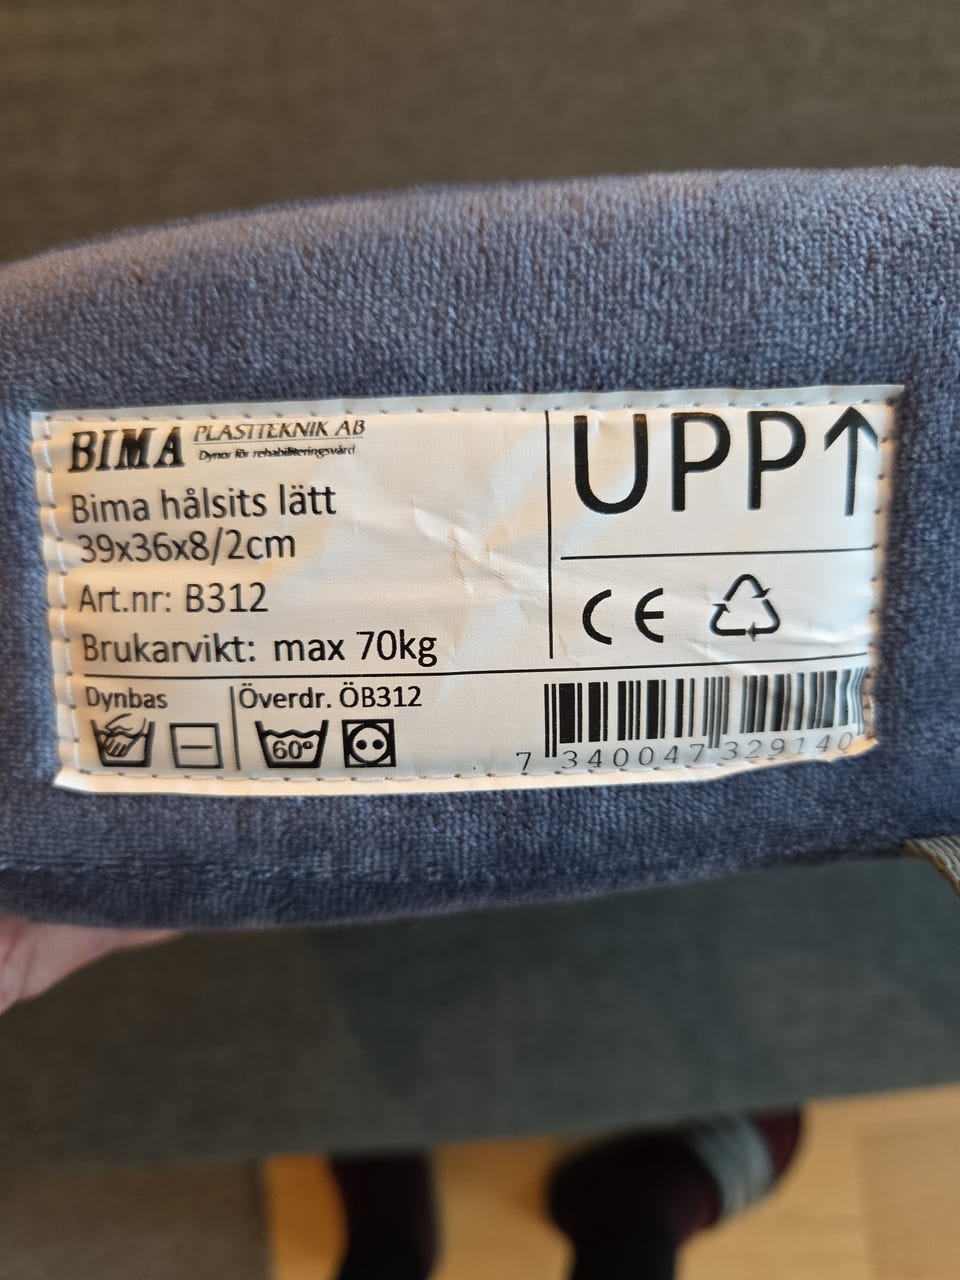 BIMA PLASTTEKNIK AB
Dynor för rehabiliteringsvård
Bima hålsits lätt
39x36x8/2cm
Art.nr: B312
Brukarvikt: max 70kg
UPP↑
CE
Dynbas
Överdr. ÖB312
60°
7 340047 329140